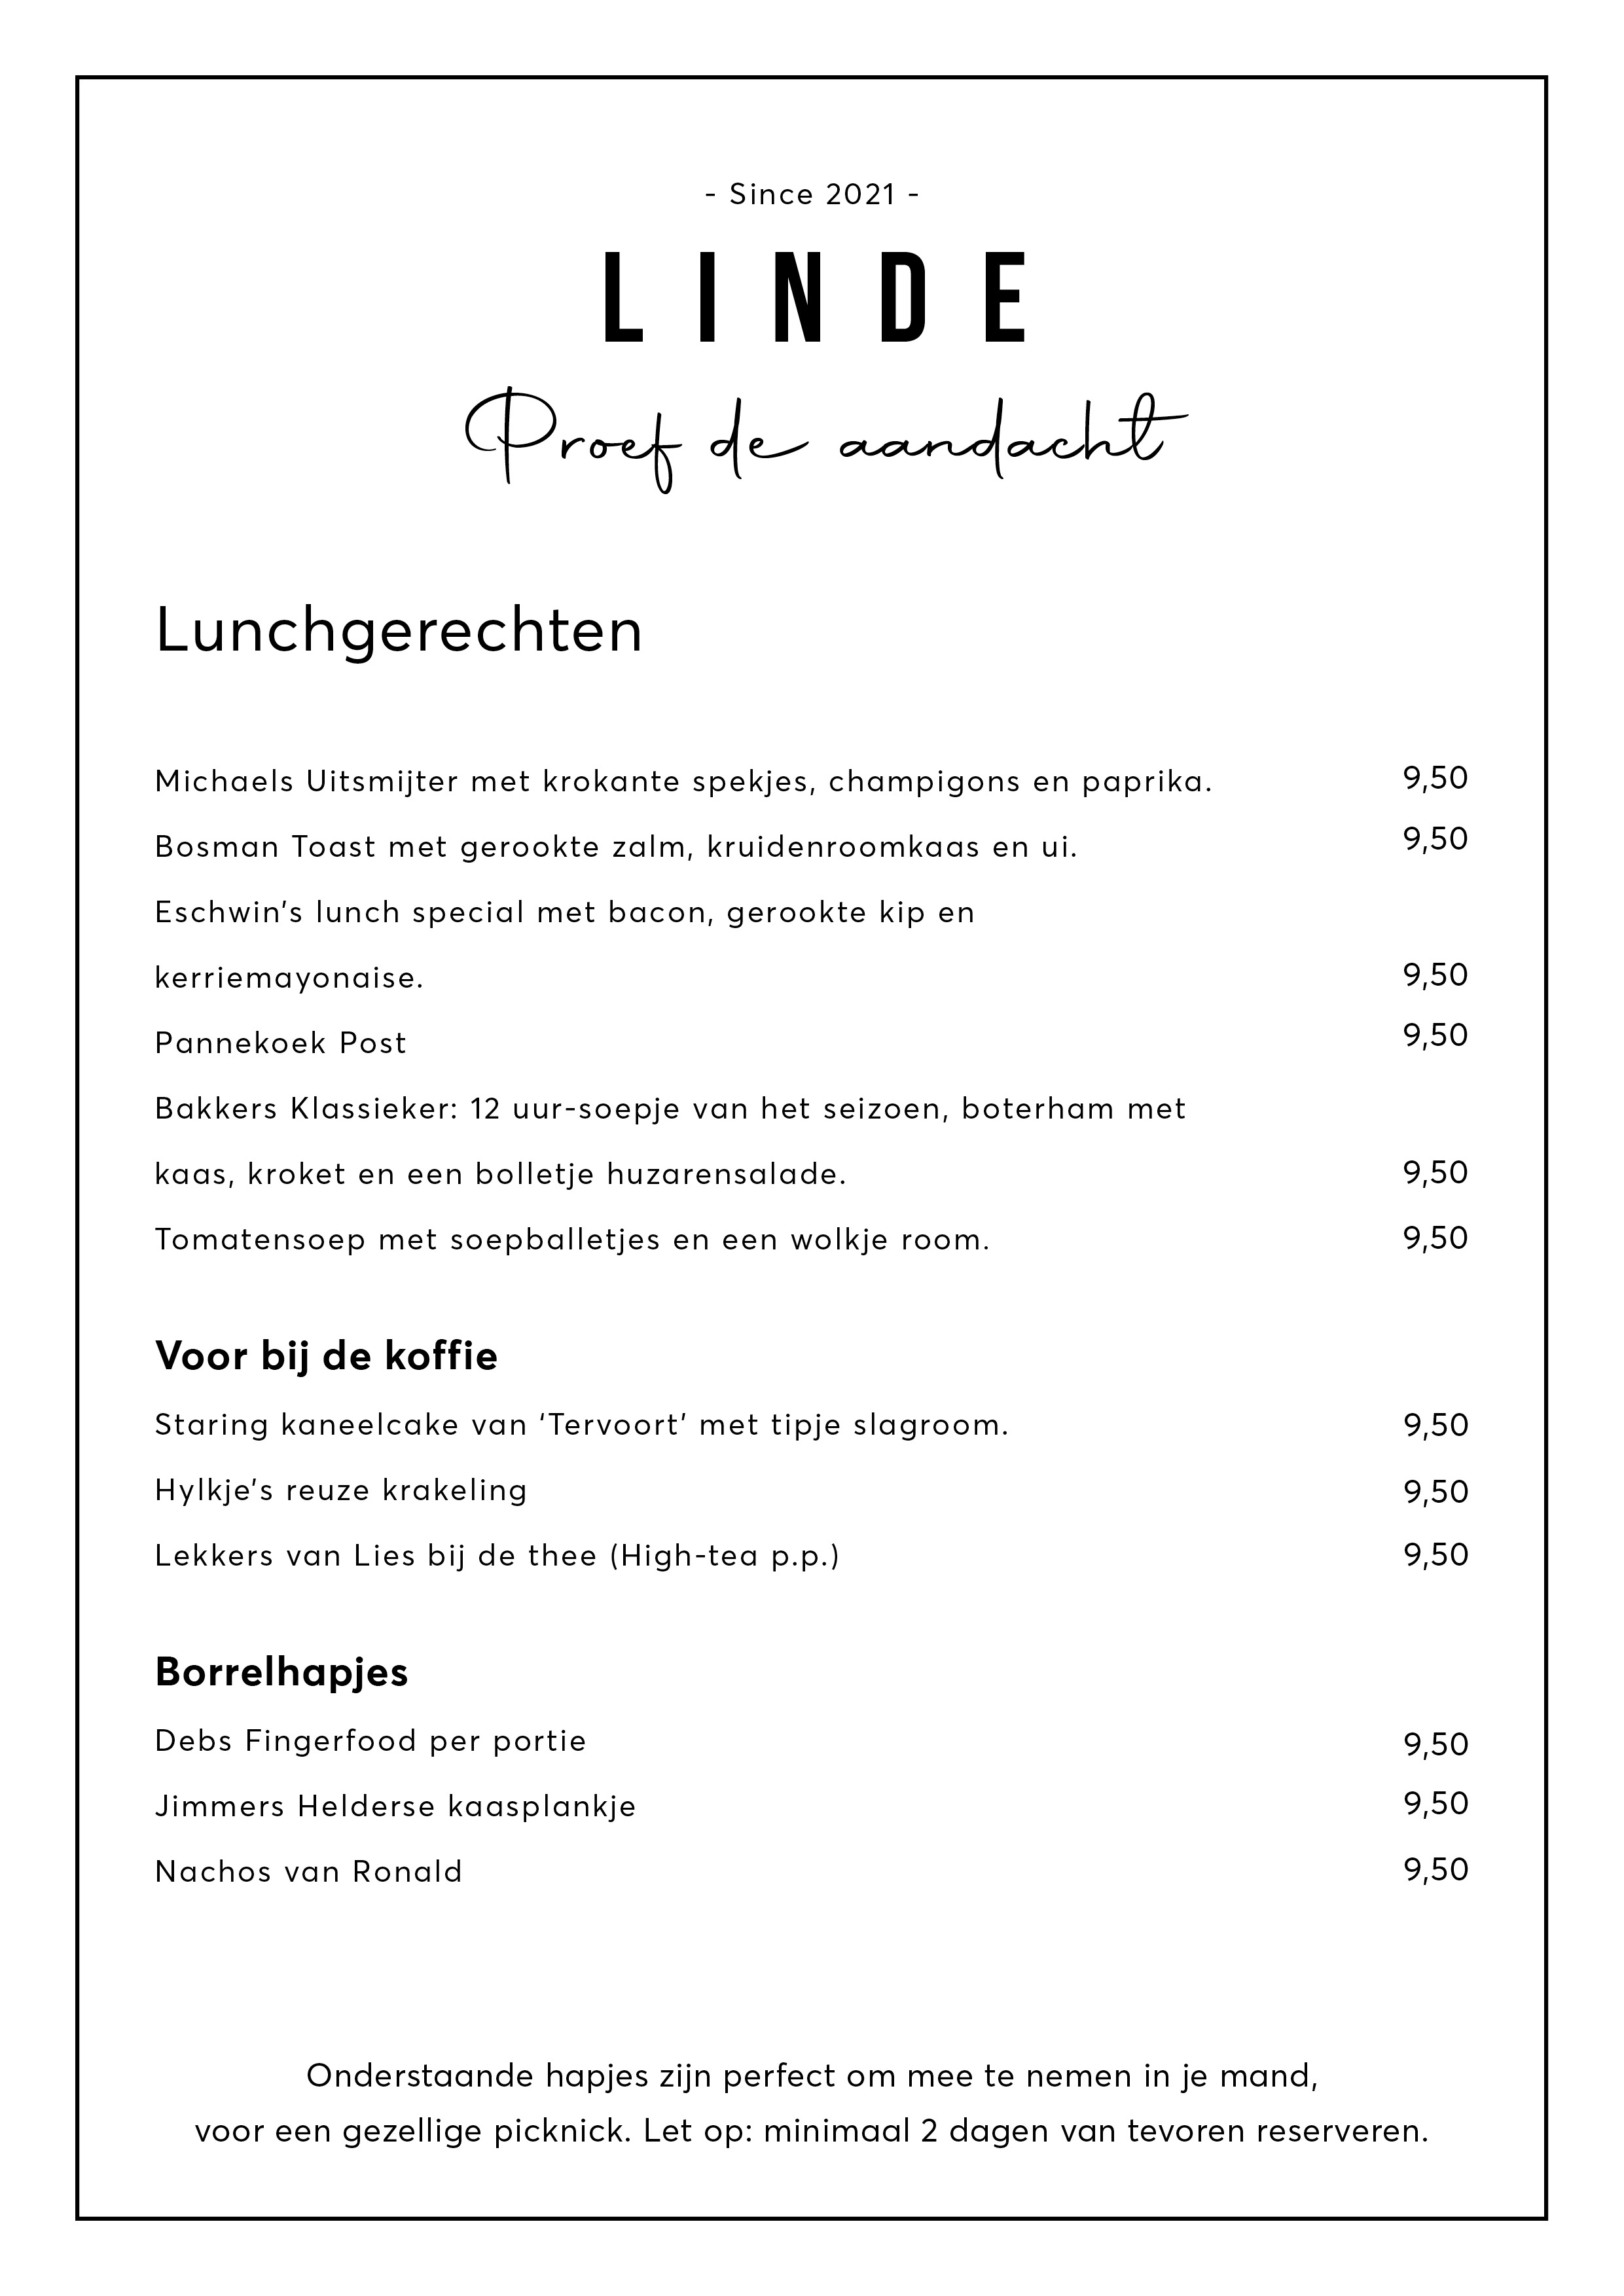 - Since 2021 -
LINDE
Proef de aandacht
Lunchgerechten
Michaels Uitsmijter met krokante spekjes, champigons en paprika. 9,50
Bosman Toast met gerookte zalm, kruidenroomkaas en ui. 9,50
Eschwin’s lunch special met bacon, gerookte kip en
kerriemayonaise. 9,50
Pannekoek Post 9,50
Bakkers Klassieker: 12 uur-soepje van het seizoen, boterham met
kaas, kroket en een bolletje huzarensalade. 9,50
Tomatensoep met soepballetjes en een wolkje room. 9,50
Voor bij de koffie
Staring kaneelcake van ‘Tervoort’ met tipje slagroom. 9,50
Hylkje’s reuze krakeling 9,50
Lekkers van Lies bij de thee (High-tea p.p.) 9,50
Borrelhapjes
Debs Fingerfood per portie 9,50
Jimmers Helderse kaasplankje 9,50
Nachos van Ronald 9,50
Onderstaande hapjes zijn perfect om mee te nemen in je mand,
voor een gezellige picknick. Let op: minimaal 2 dagen van tevoren reserveren.